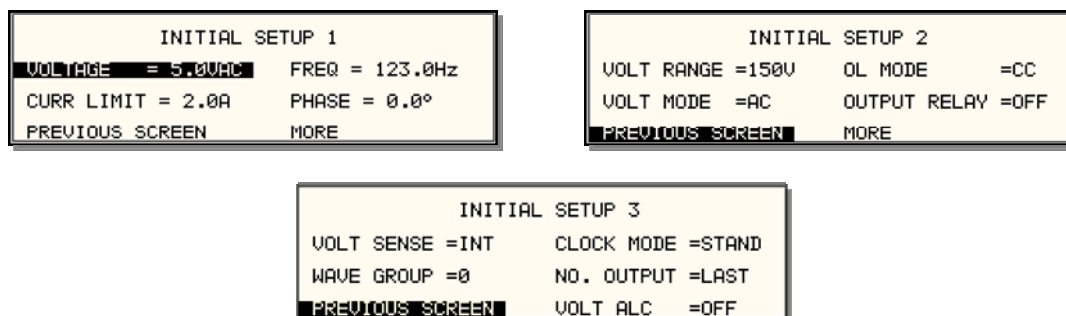 INITIAL SETUP 1
VOLTAGE = 5.0VAC FREQ = 123.0Hz
CURR LIMIT = 2.0A PHASE = 0.0°
PREVIOUS SCREEN MORE
INITIAL SETUP 2
VOLT RANGE =150V OL MODE =CC
VOLT MODE =AC OUTPUT RELAY =OFF
PREVIOUS SCREEN MORE
INITIAL SETUP 3
VOLT SENSE =INT CLOCK MODE =STAND
WAVE GROUP =0 NO. OUTPUT =LAST
PREVIOUS SCREEN VOLT ALC =OFF